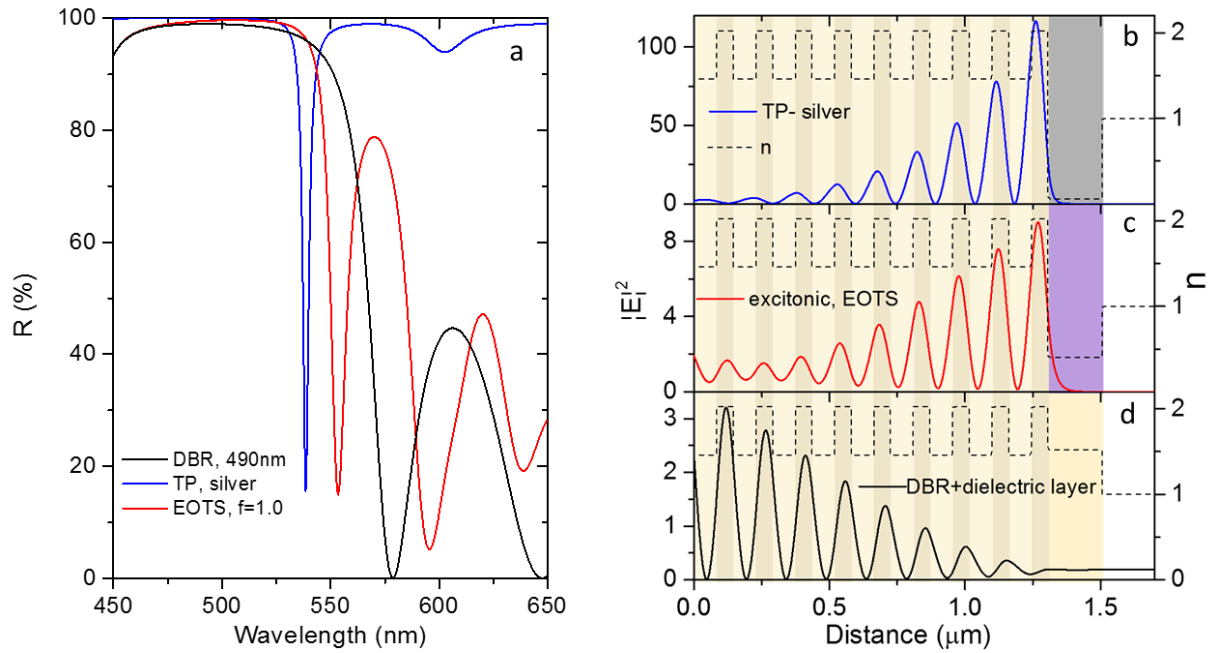 a
R (%)
100
80
60
40
20
0
DBR, 490nm
TP, silver
EOTS, f=1.0
450
500
550
600
650
Wavelength (nm)
b
100
50
0
TP- silver
n
2
1
c
8
4
0
excitonic, EOTS
2
1
0
|E|²
n
d
3
2
1
0
DBR+dielectric layer
2
1
0
0.0
0.5
1.0
1.5
Distance (μm)